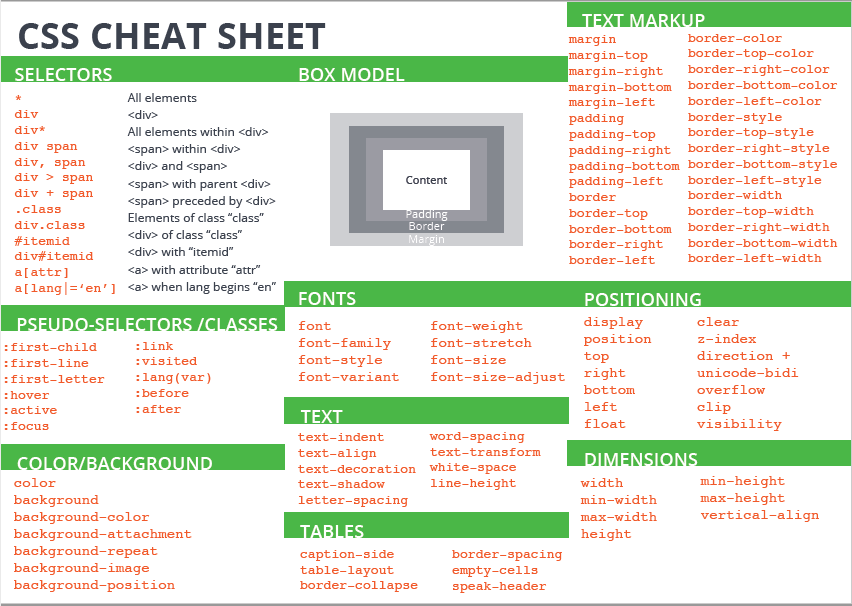 CSS CHEAT SHEET
SELECTORS
* All elements
div <div>
div* All elements within <div>
div span <span> within <div>
div, span <div> and <span>
div > span <span> with parent <div>
div + span <span> preceded by <div>
.class Elements of class “class”
div.class <div> of class “class”
#itemid <div> with “itemid”
div#itemid
a[attr] <a> with attribute “attr”
a[lang|=‘en’] <a> when lang begins “en”
PSEUDO-SELECTORS /CLASSES
:first-child :link
:first-line :visited
:first-letter :lang(var)
:hover :before
:active :after
:focus
COLOR/BACKGROUND
color
background
background-color
background-attachment
background-repeat
background-image
background-position
BOX MODEL
Content
Padding
Border
Margin
FONTS
font font-weight
font-family font-stretch
font-style font-size
font-variant font-size-adjust
TEXT
text-indent word-spacing
text-align text-transform
text-decoration white-space
text-shadow line-height
letter-spacing
TABLES
caption-side border-spacing
table-layout empty-cells
border-collapse speak-header
TEXT MARKUP
margin border-color
margin-top border-top-color
margin-right border-right-color
margin-bottom border-bottom-color
margin-left border-left-color
padding border-style
padding-top border-top-style
padding-right border-right-style
padding-bottom border-bottom-style
padding-left border-left-style
border border-width
border-top border-top-width
border-bottom border-right-width
border-right border-bottom-width
border-left border-left-width
POSITIONING
display clear
position z-index
top direction +
right unicode-bidi
bottom overflow
left clip
float visibility
DIMENSIONS
width min-height
min-width max-height
max-width vertical-align
height